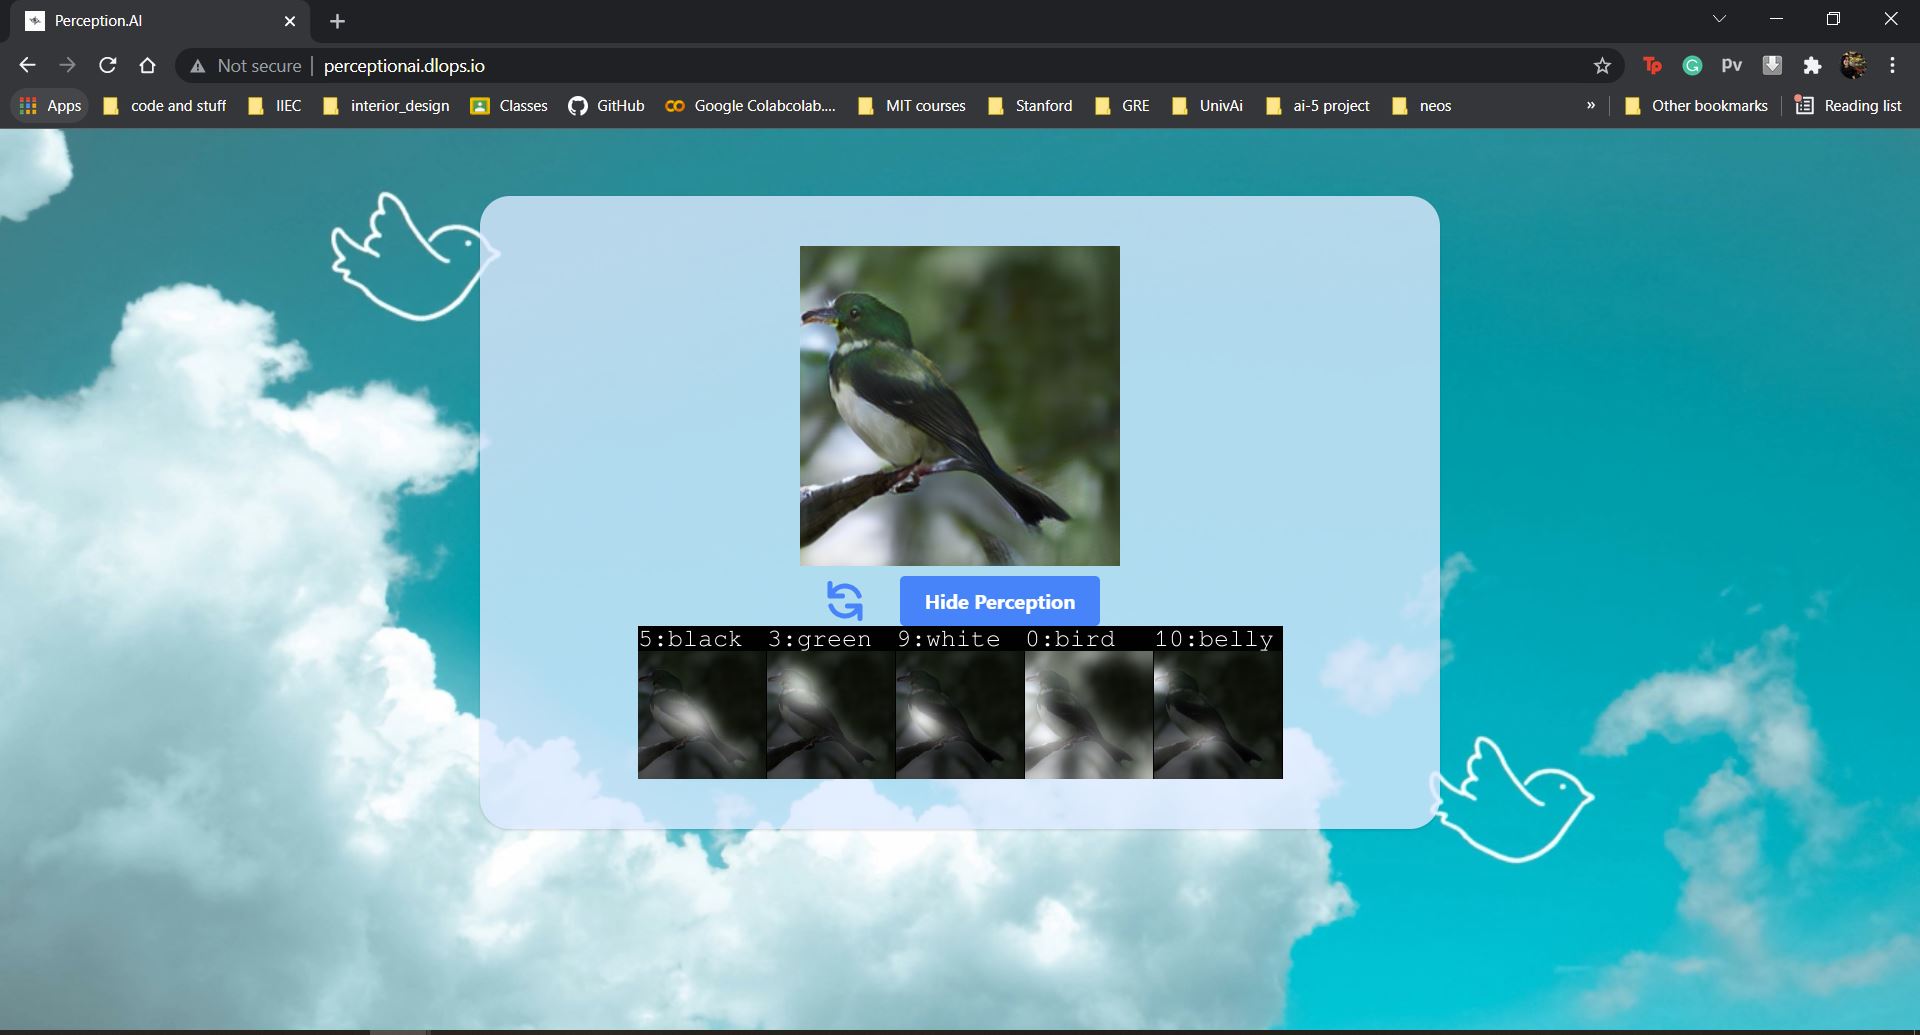 Perception.AI
Not secure perceptionai.dlops.io
Tp G pv
Apps code and stuff IIEC interior_design Classes GitHub Google Colabcolab.... MIT courses Stanford GRE UnivAi ai-5 project neos » Other bookmarks Reading list
Hide Perception
5:black 3:green 9:white 0:bird 10:belly